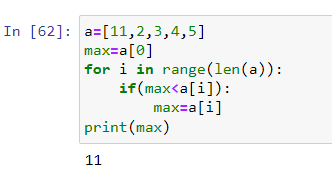 In [62]: a=[11,2,3,4,5]
max=a[0]
for i in range(len(a)):
    if(max<a[i]):
        max=a[i]
print(max)
11